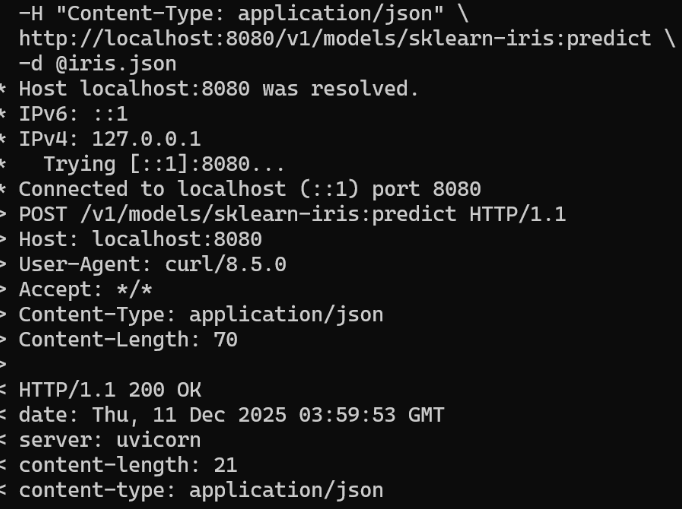 -H "Content-Type: application/json" \
http://localhost:8080/v1/models/sklearn-iris:predict \
-d @iris.json
* Host localhost:8080 was resolved.
* IPv6: ::1
* IPv4: 127.0.0.1
*   Trying [::1]:8080...
* Connected to localhost (::1) port 8080
> POST /v1/models/sklearn-iris:predict HTTP/1.1
> Host: localhost:8080
> User-Agent: curl/8.5.0
> Accept: */*
> Content-Type: application/json
> Content-Length: 70
>
< HTTP/1.1 200 OK
< date: Thu, 11 Dec 2025 03:59:53 GMT
< server: uvicorn
< content-length: 21
< content-type: application/json